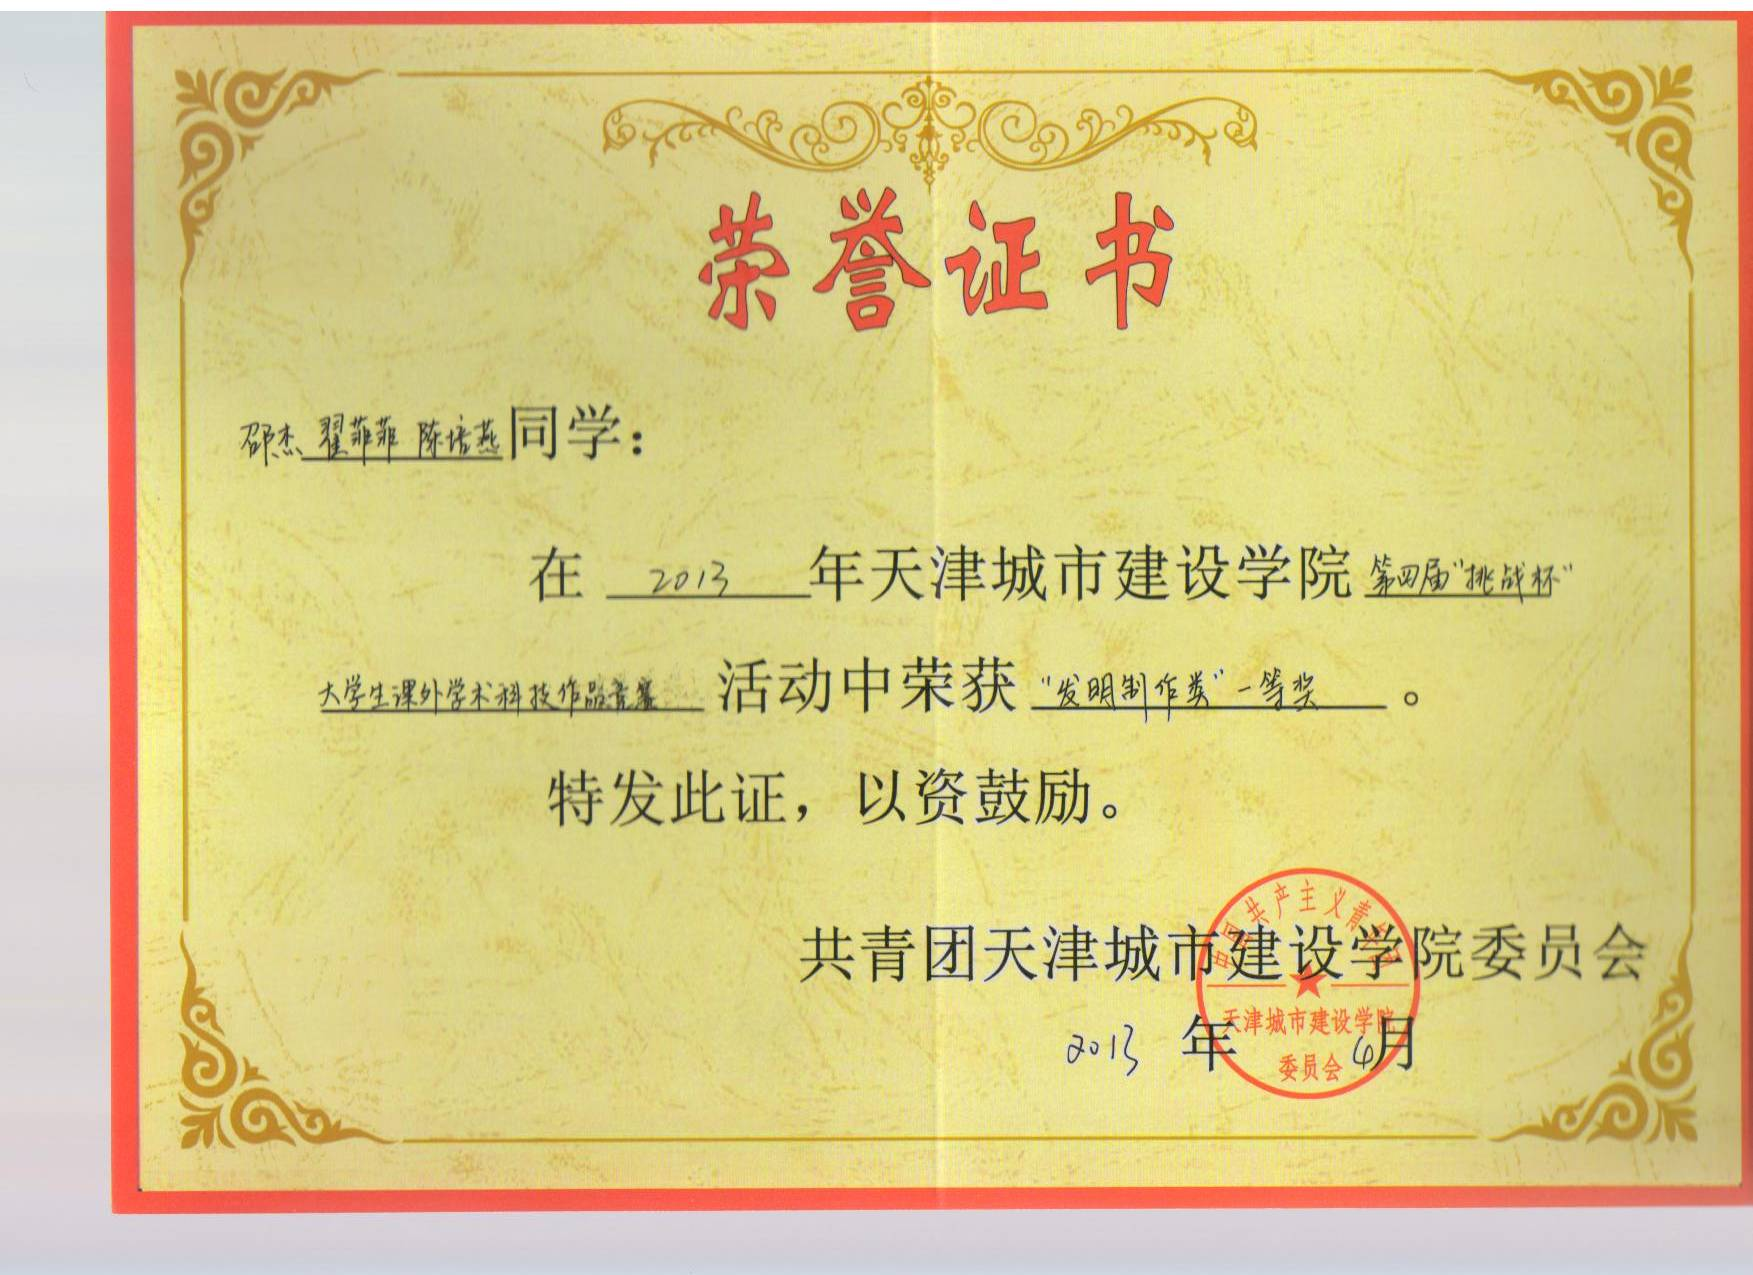 荣誉证书
邵杰 翟菲菲 陈培燕同学：
在 2013 年天津城市建设学院第四届"挑战杯"
大学生课外学术科技作品竞赛 活动中荣获"发明制作类"一等奖。
特发此证，以资鼓励。
共青团天津城市建设学院委员会
2013 年 6月
中国共产主义青年团
天津城市建设学院
委员会